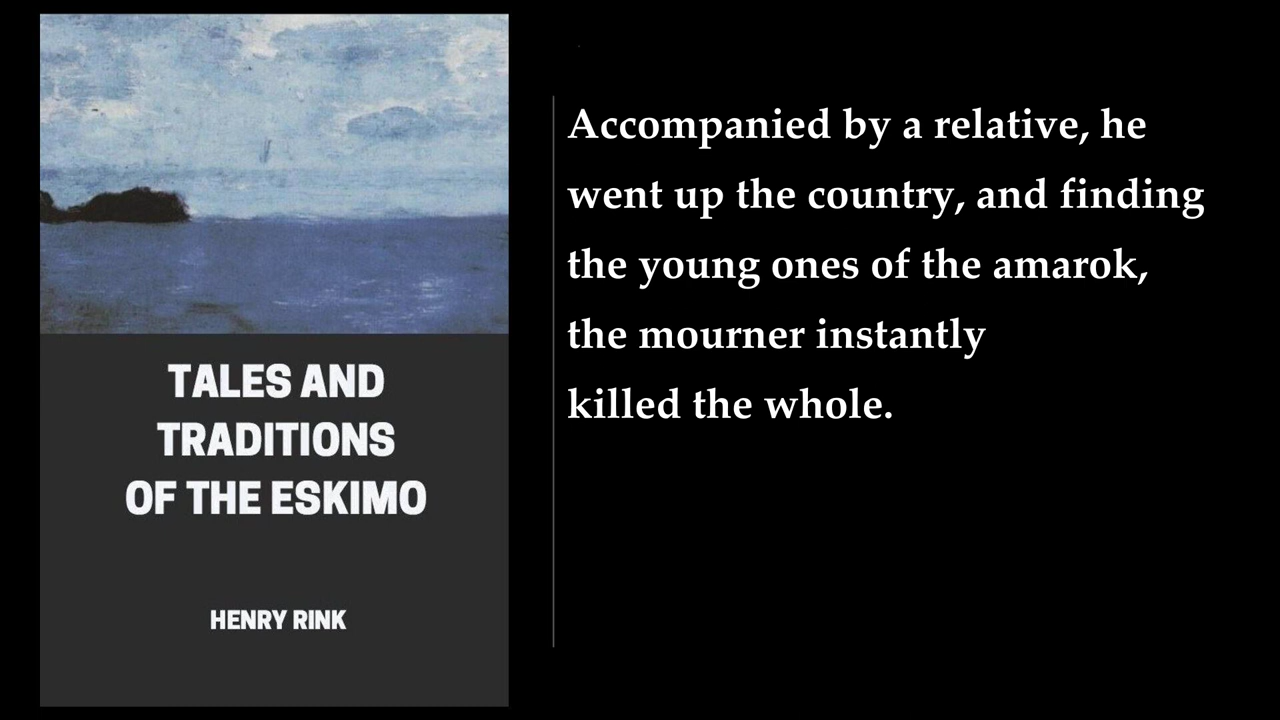 TALES AND
TRADITIONS
OF THE ESKIMO
HENRY RINK
Accompanied by a relative, he
went up the country, and finding
the young ones of the amarok,
the mourner instantly
killed the whole.